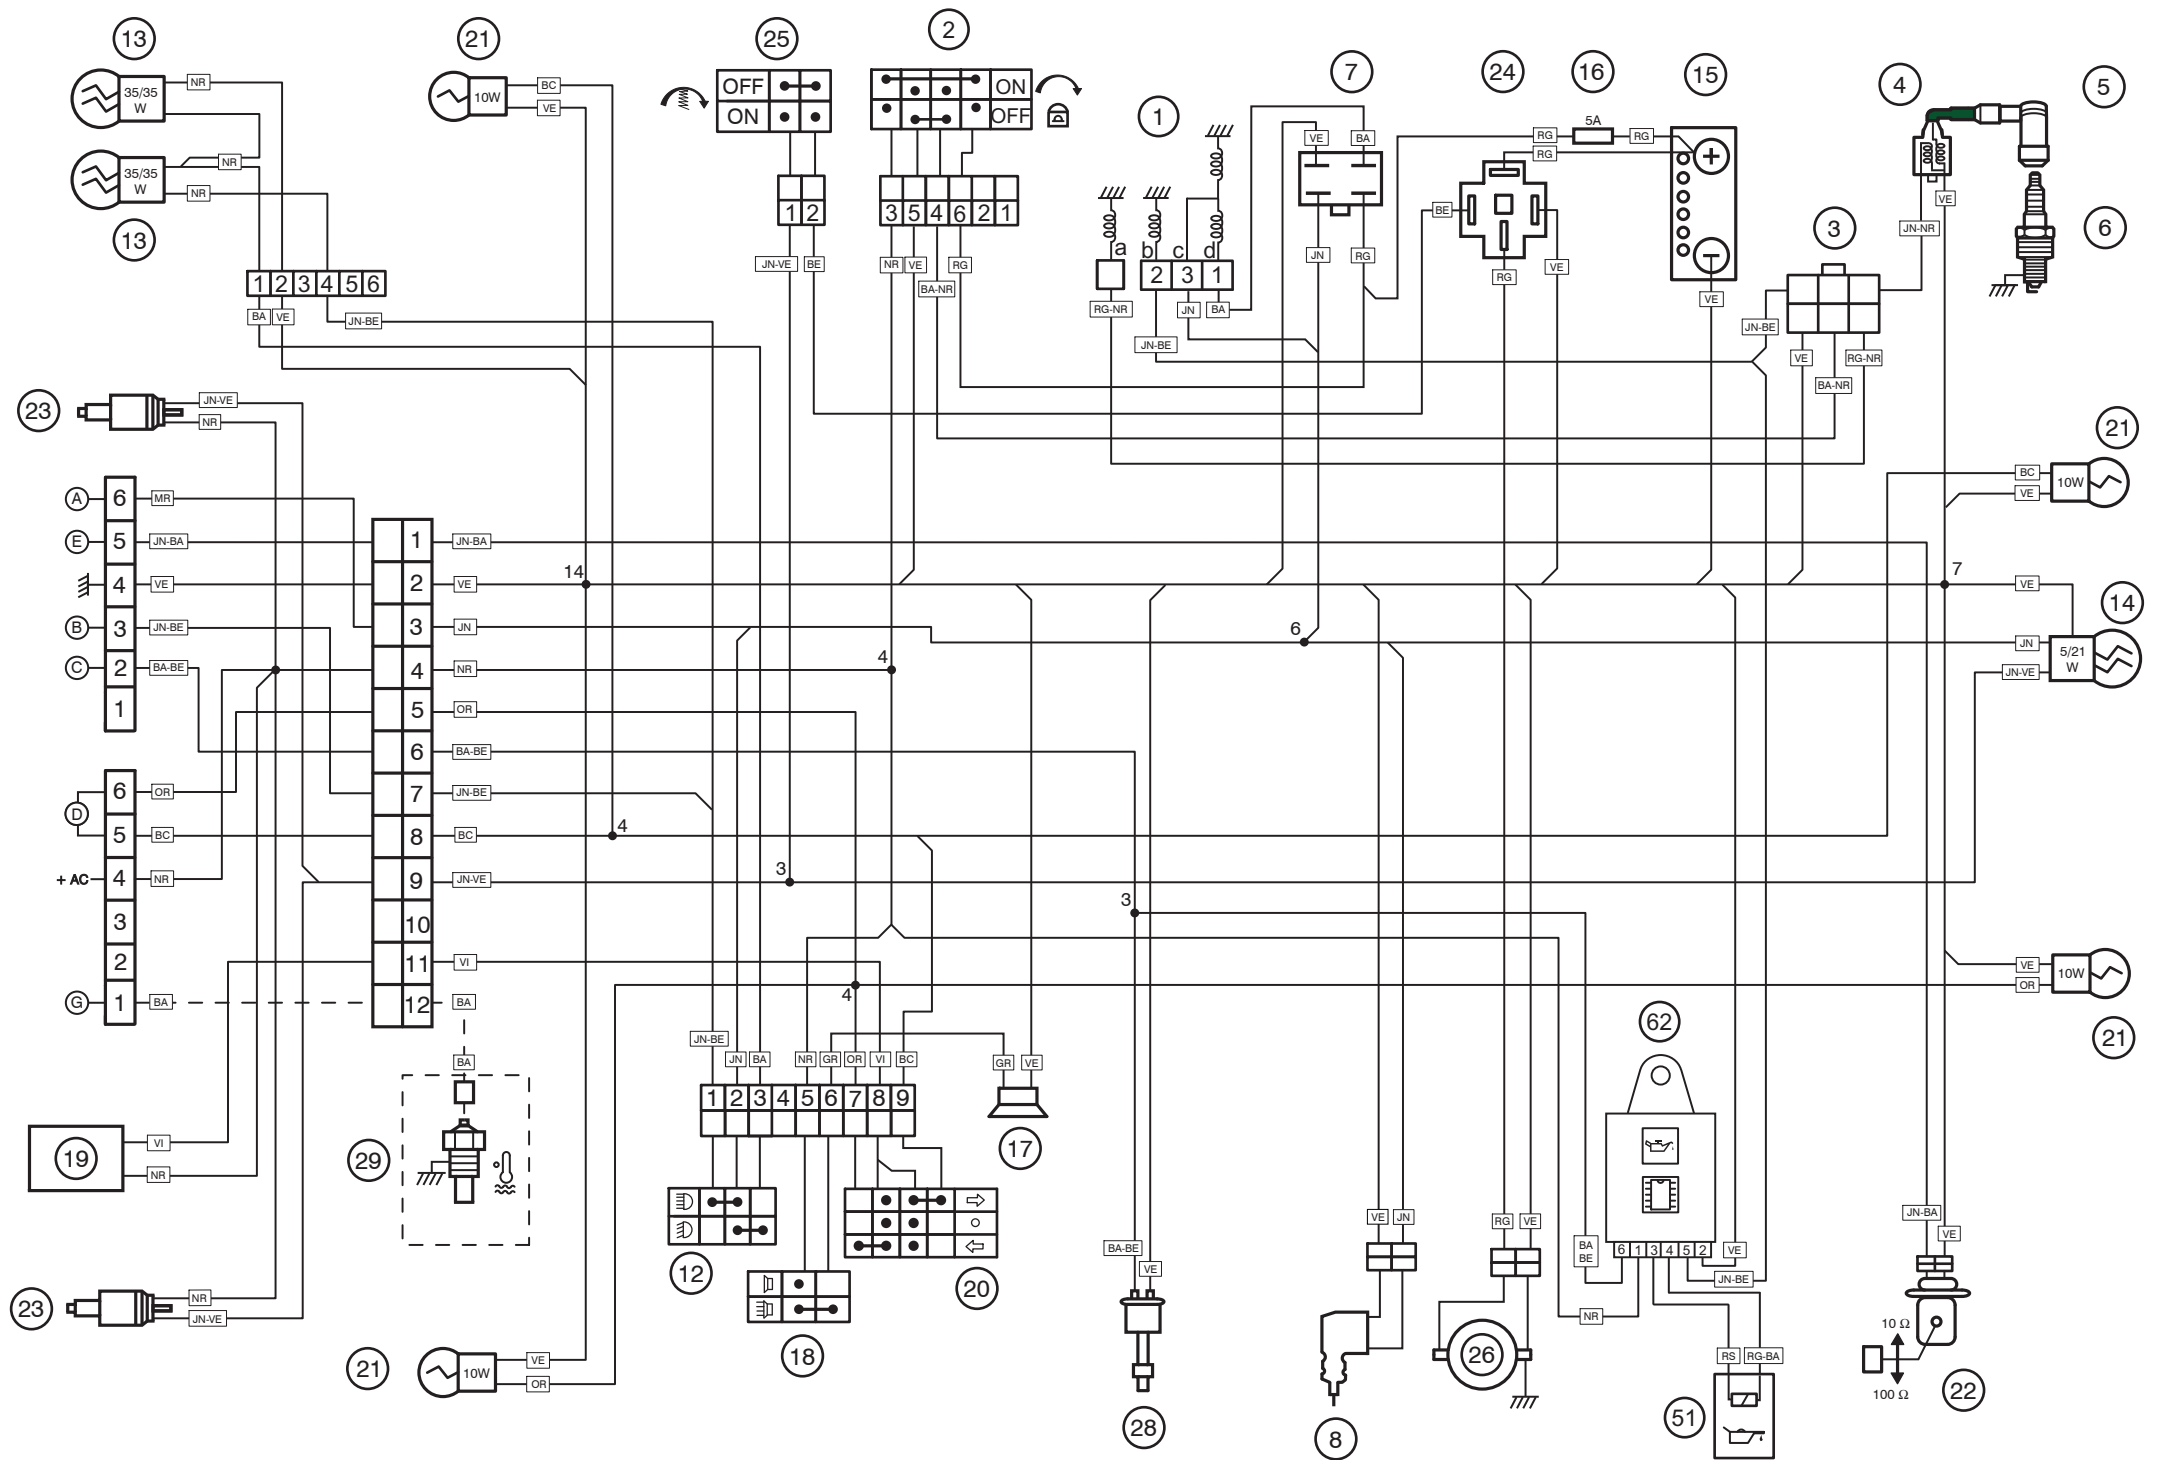 13
21
25
2
1
7
24
16
15
4
5
35/35
W
NR
10W
BC
VE
OFF
ON
ON
OFF
VE
BA
RG
5A
RG
RG
35/35
W
NR
NR
13
1 2
3 5 4 6 2 1
a
b
c
d
2 3 1
BE
VE
JN-NR
6
3
JN-VE
BE
NR
VE
RG
BA-NR
JN
RG
RG
VE
VE
1 2 3 4 5 6
BA
VE
JN-BE
RG-NR
JN
BA
JN-BE
JN-BE
VE
RG-NR
BA-NR
23
JN-VE
NR
21
BC
VE
10W
A
6
MR
E
5
JN-BA
1
JN-BA
4
VE
2
VE
14
7
VE
14
B
3
JN-BE
3
JN
6
JN
5/21
W
JN-VE
C
2
BA-BE
4
NR
4
1
5
OR
6
BA-BE
D
6
OR
7
JN-BE
5
BC
8
BC
4
+ AC
4
NR
9
JN-VE
3
3
3
10
2
11
VI
VE
10W
OR
G
1
BA
12
BA
4
62
21
JN-BE
JN
BA
NR
GR
OR
VI
BC
GR
VE
BA
1 2 3 4 5 6 7 8 9
19
VI
NR
29
17
12
20
18
BA-BE
VE
VE
JN
RG
VE
BA
BE
6 1 3 4 5 2
VE
JN-BE
NR
JN-BA
VE
23
NR
JN-VE
21
10W
VE
OR
28
8
26
RS
RG-BA
51
10 Ω
100 Ω
22